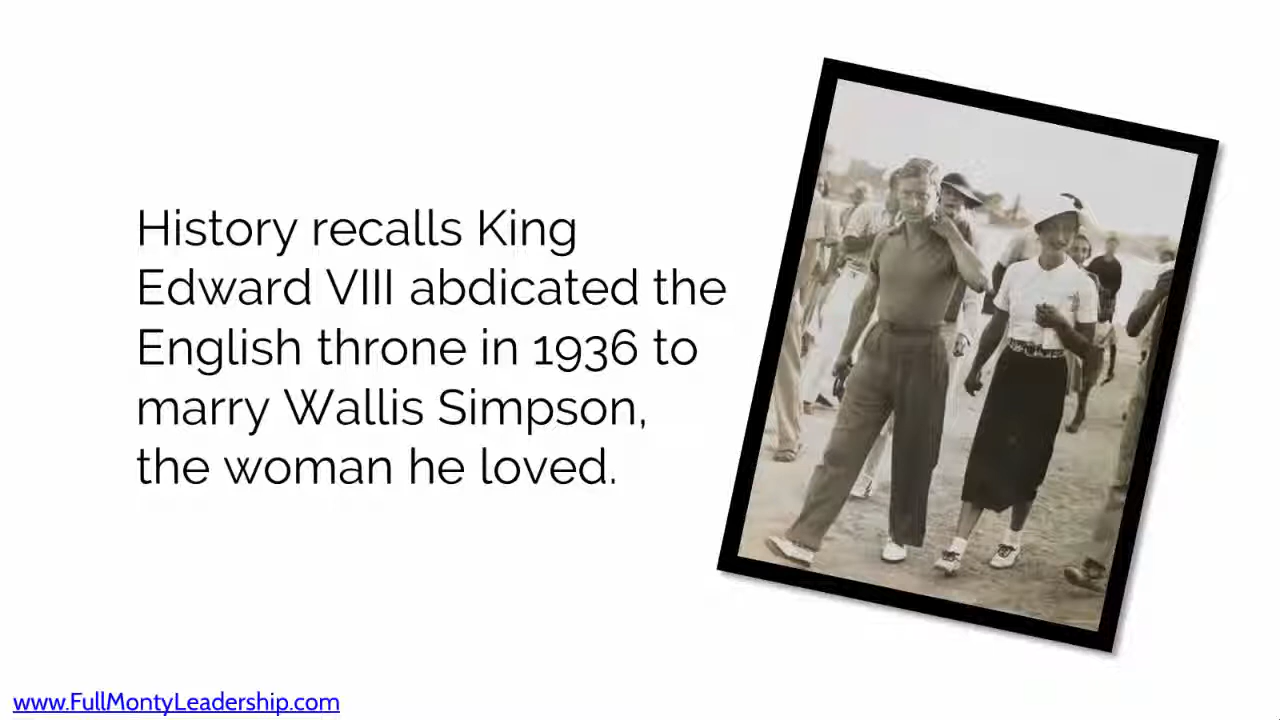 History recalls King
Edward VIII abdicated the
English throne in 1936 to
marry Wallis Simpson,
the woman he loved.
www.FullMontyLeadership.com